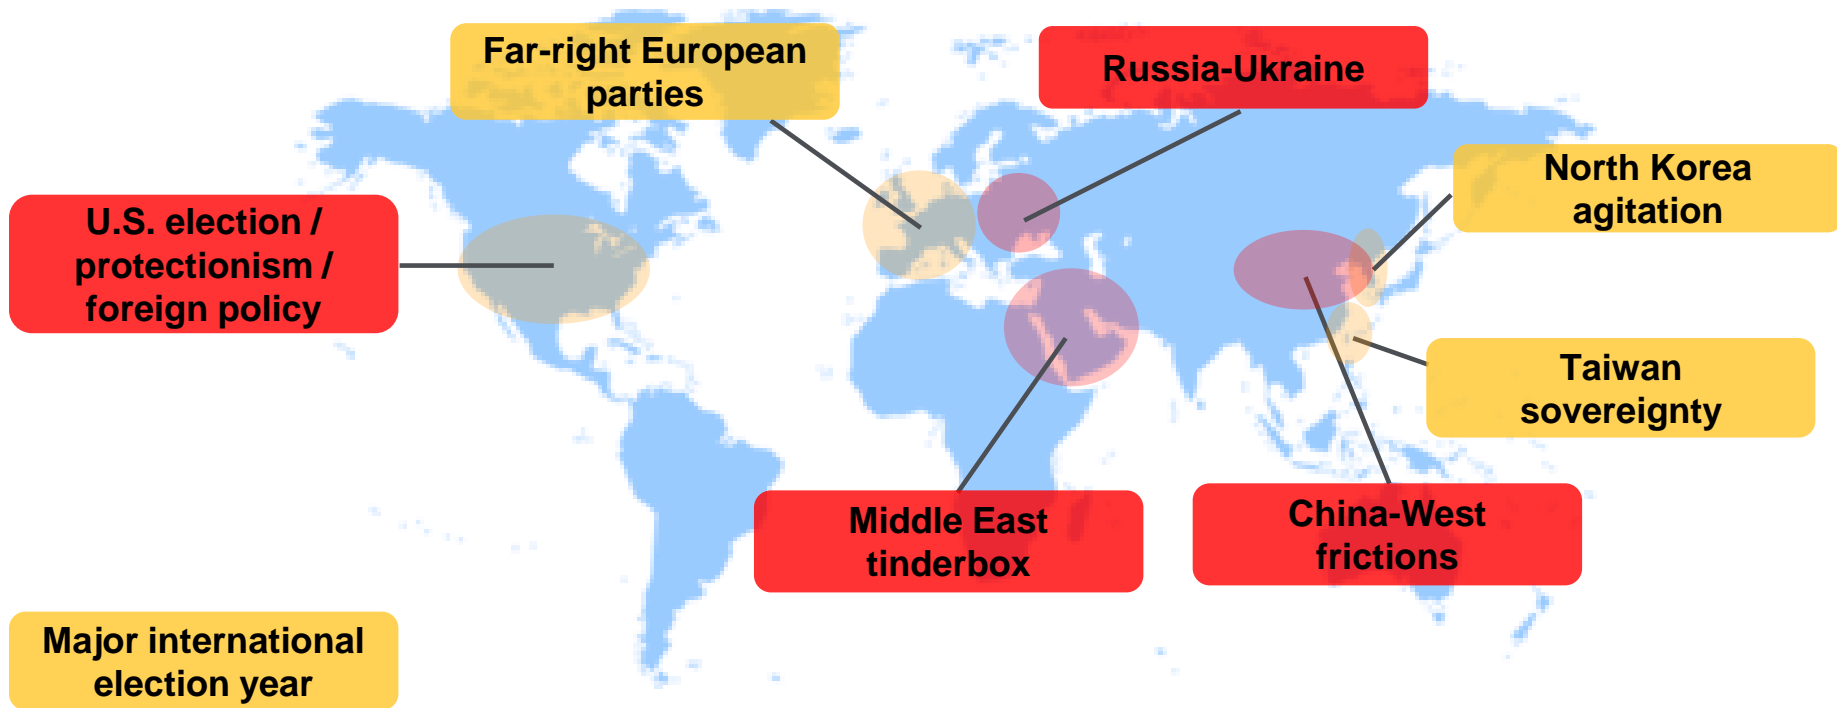 Far-right European
parties
Russia-Ukraine
North Korea
agitation
U.S. election /
protectionism /
foreign policy
Taiwan
sovereignty
Middle East
tinderbox
China-West
frictions
Major international
election year